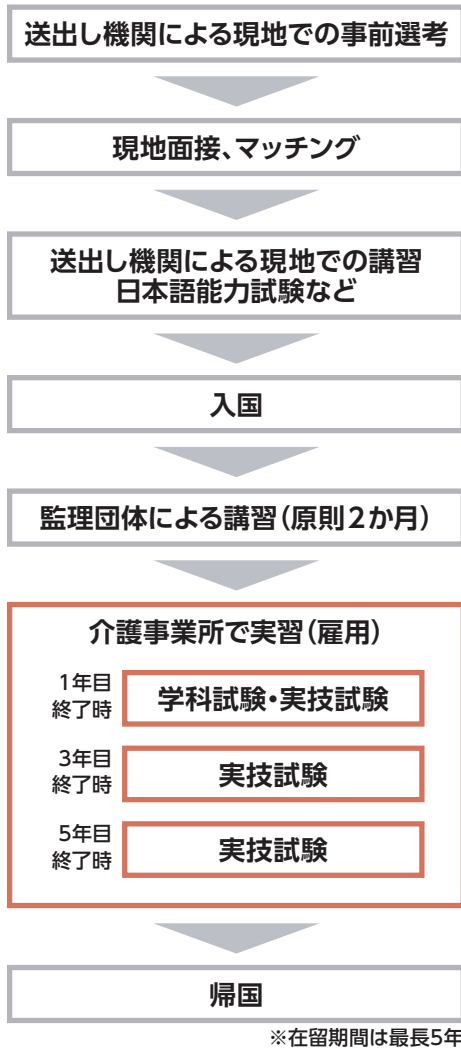 送出し機関による現地での事前選考
現地面接、マッチング
送出し機関による現地での講習
日本語能力試験など
入国
監理団体による講習(原則2か月)
介護事業所で実習(雇用)
1年目
終了時
学科試験・実技試験
3年目
終了時
実技試験
5年目
終了時
実技試験
帰国
※在留期間は最長5年